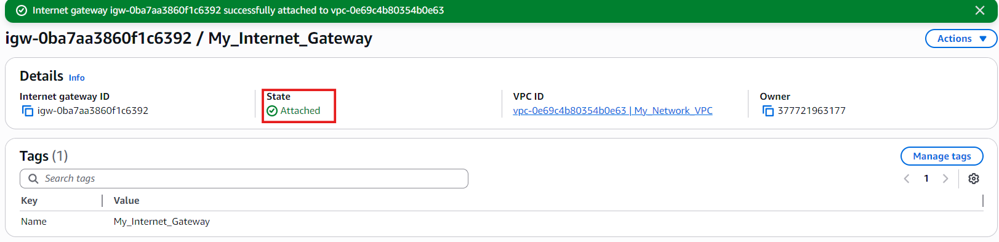 Internet gateway igw-0ba7aa3860f1c6392 successfully attached to vpc-0e69c4b80354b0e63
igw-0ba7aa3860f1c6392 / My_Internet_Gateway
Actions
Details Info
Internet gateway ID
igw-0ba7aa3860f1c6392
State
Attached
VPC ID
vpc-0e69c4b80354b0e63 | My_Network_VPC
Owner
377721963177
Tags (1)
Manage tags
Search tags
1
Key Value
Name My_Internet_Gateway